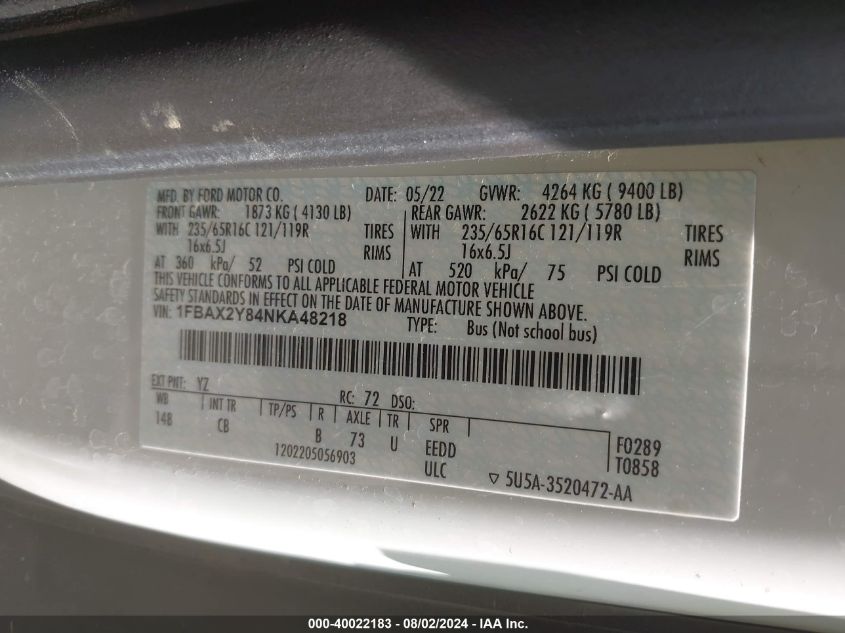 MFD. BY FORD MOTOR CO. DATE: 05/22 GVWR: 4264 KG ( 9400 LB)
FRONT GAWR: 1873 KG ( 4130 LB) REAR GAWR: 2622 KG ( 5780 LB)
WITH 235/65R16C 121/119R TIRES WITH 235/65R16C 121/119R TIRES
16x6.5J RIMS 16x6.5J RIMS
AT 360 kPa/ 52 PSI COLD AT 520 kPa/ 75 PSI COLD
THIS VEHICLE CONFORMS TO ALL APPLICABLE FEDERAL MOTOR VEHICLE
SAFETY STANDARDS IN EFFECT ON THE DATE OF MANUFACTURE SHOWN ABOVE.
VIN: 1FBAX2Y84NKA48218 TYPE: Bus (Not school bus)
EXT PNT: YZ RC: 72 DSO:
WB INT TR TP/PS R AXLE TR SPR
148 CB B 73 U EEDD F0289
1202205056903 ULC T0858
▽ 5U5A-3520472-AA
000-40022183 - 08/02/2024 - IAA Inc.